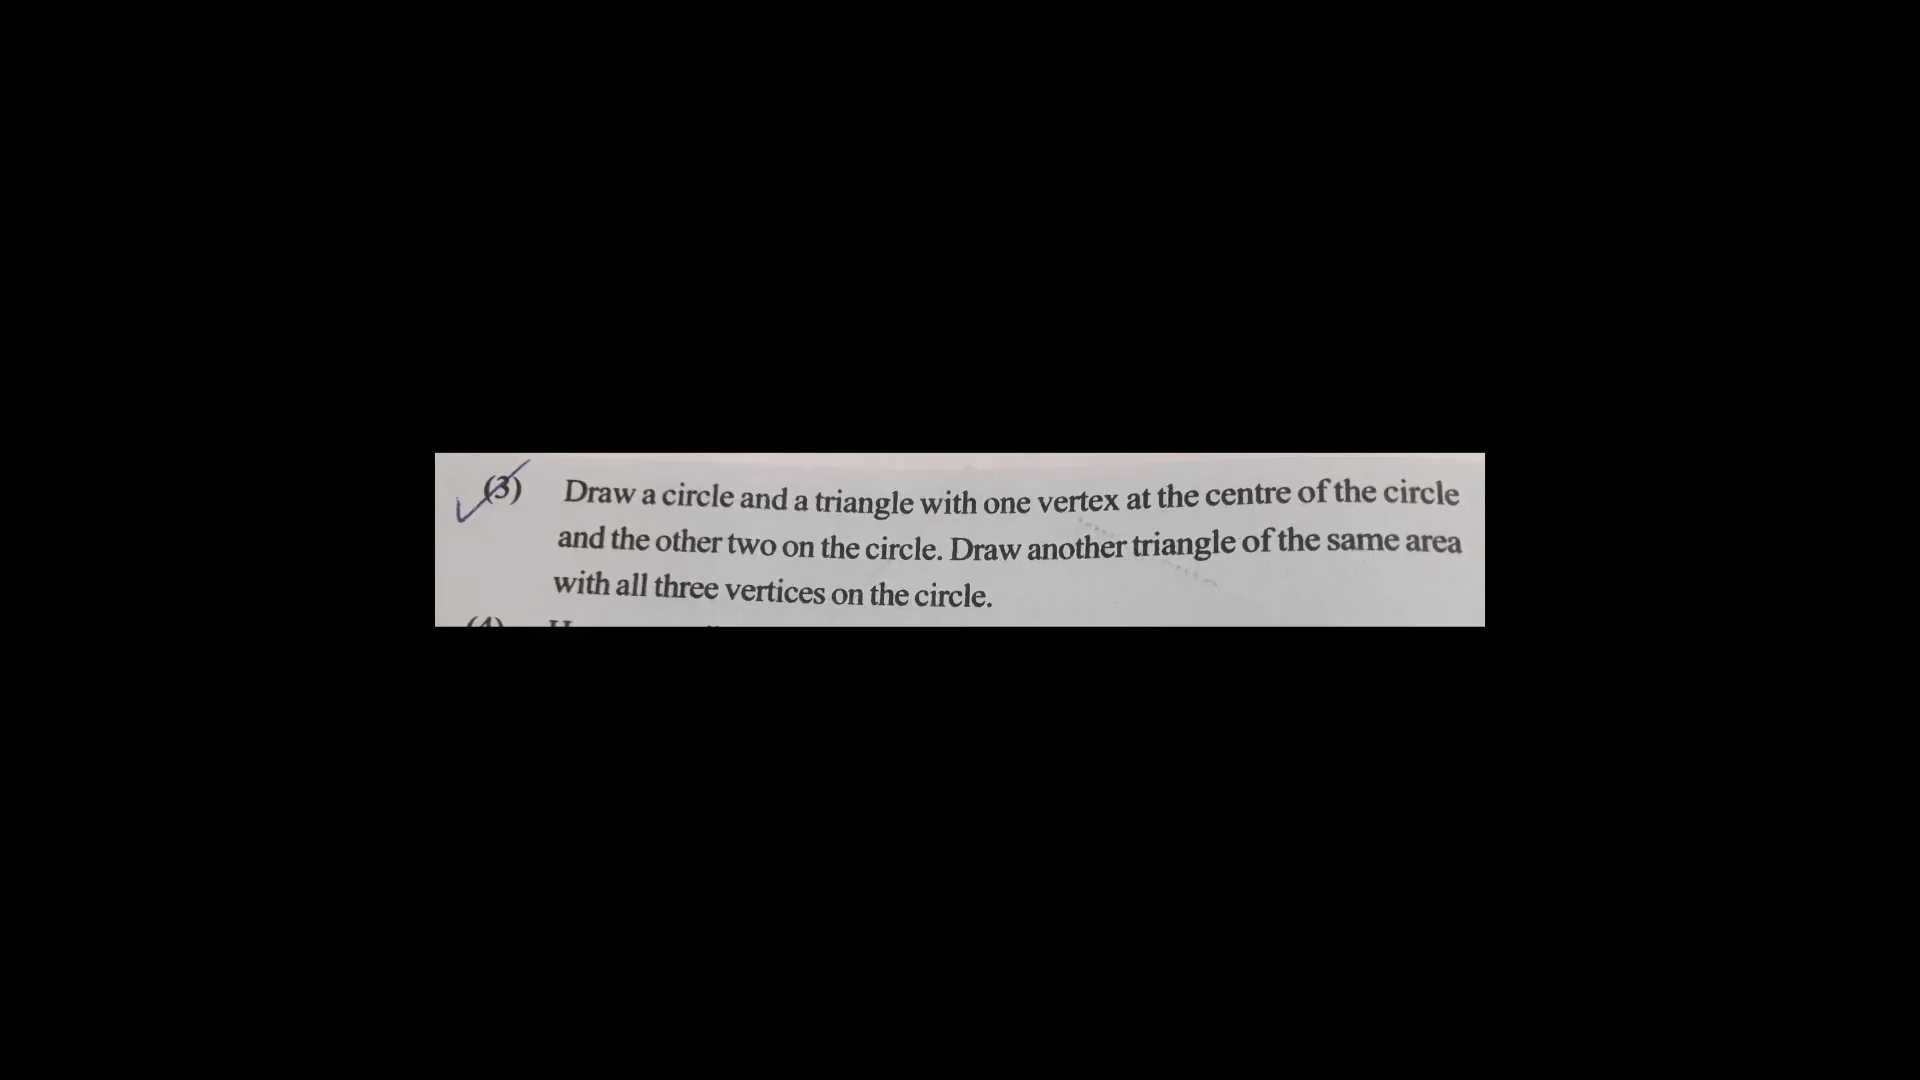 (3) Draw a circle and a triangle with one vertex at the centre of the circle
and the other two on the circle. Draw another triangle of the same area
with all three vertices on the circle.
(4)